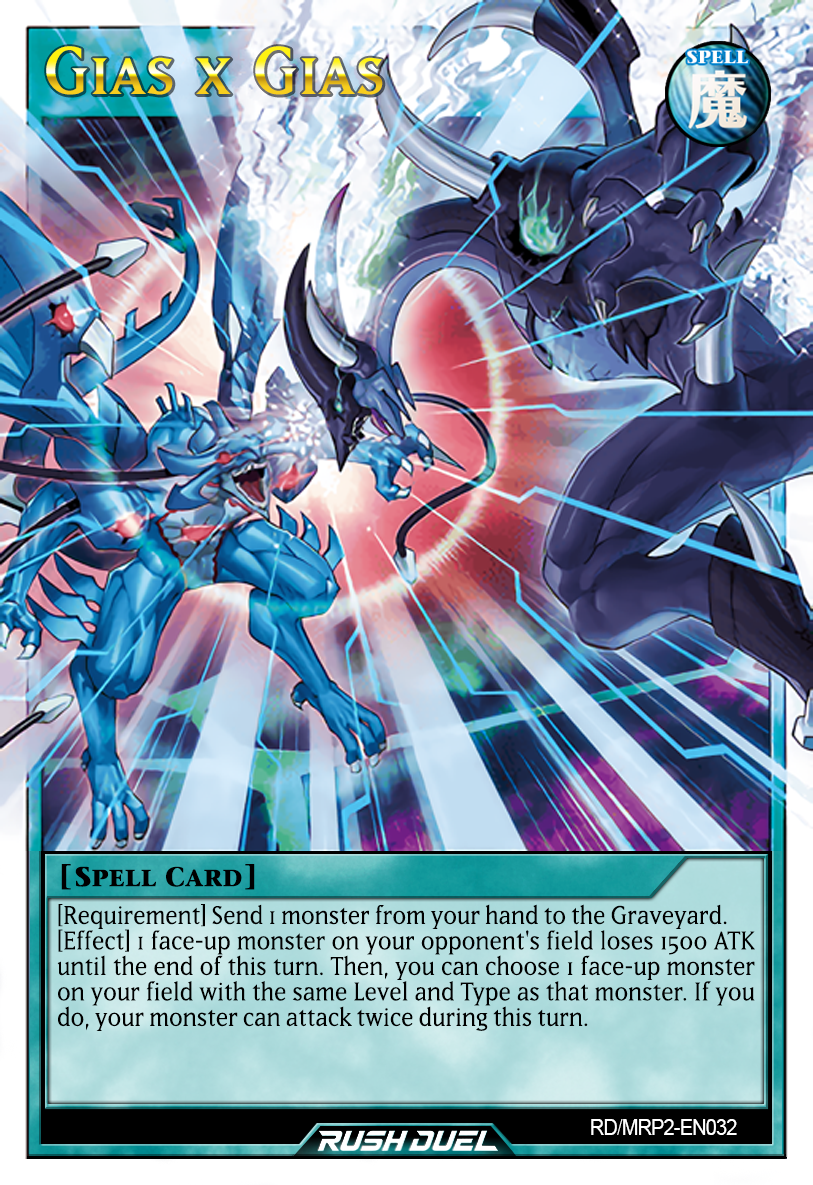 GIAS X GIAS
SPELL
魔
[SPELL CARD]
[Requirement] Send 1 monster from your hand to the Graveyard.
[Effect] 1 face-up monster on your opponent's field loses 1500 ATK
until the end of this turn. Then, you can choose 1 face-up monster
on your field with the same Level and Type as that monster. If you
do, your monster can attack twice during this turn.
RD/MRP2-EN032
RUSH DUEL